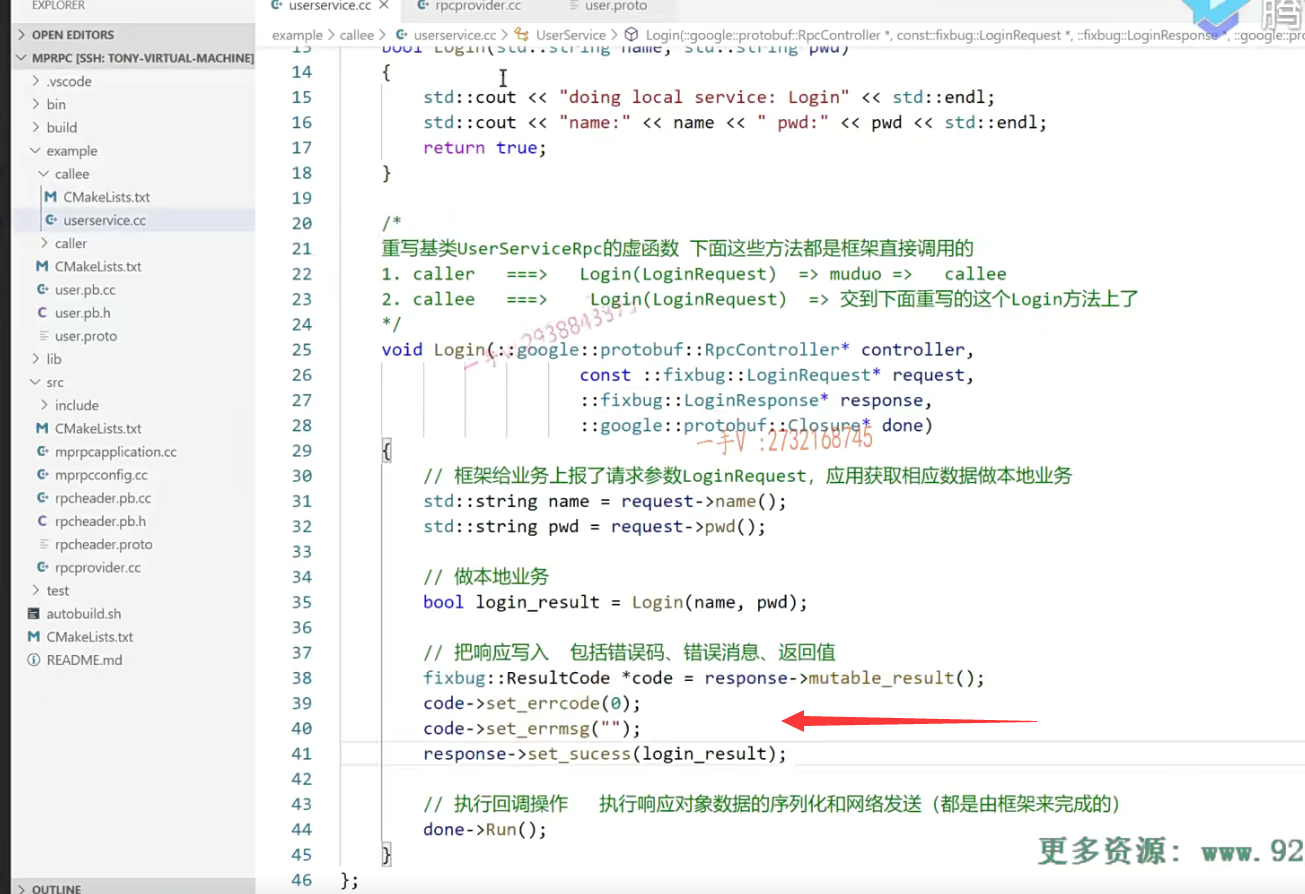 EXPLORER
userservice.cc
rpcprovider.cc
user.proto
腾
OPEN EDITORS
example > callee > userservice.cc > UserService > Login(::google::protobuf::RpcController *, const::fixbug::LoginRequest *, ::fixbug::LoginResponse *, ::google::pro
MPRPC [SSH: TONY-VIRTUAL-MACHINE]
.vscode
bin
build
example
callee
CMakeLists.txt
userservice.cc
caller
CMakeLists.txt
user.pb.cc
user.pb.h
user.proto
lib
src
include
CMakeLists.txt
mprpcapplication.cc
mprpcconfig.cc
rpcheader.pb.cc
rpcheader.pb.h
rpcheader.proto
rpcprovider.cc
test
autobuild.sh
CMakeLists.txt
README.md
OUTLINE
13 bool Login(std::string name, std::string pwd)
14 {
15 std::cout << "doing local service: Login" << std::endl;
16 std::cout << "name:" << name << " pwd:" << pwd << std::endl;
17 return true;
18 }
19
20 /*
21 重写基类UserServiceRpc的虚函数 下面这些方法都是框架直接调用的
22 1. caller ===> Login(LoginRequest) => muduo => callee
23 2. callee ===> Login(LoginRequest) => 交到下面重写的这个Login方法上了
24 */
25 void Login(::google::protobuf::RpcController* controller,
26 const ::fixbug::LoginRequest* request,
27 ::fixbug::LoginResponse* response,
28 ::google::protobuf::Closure* done)
一手V :2732168745
29 {
30 // 框架给业务上报了请求参数LoginRequest，应用获取相应数据做本地业务
31 std::string name = request->name();
32 std::string pwd = request->pwd();
33
34 // 做本地业务
35 bool login_result = Login(name, pwd);
36
37 // 把响应写入 包括错误码、错误消息、返回值
38 fixbug::ResultCode *code = response->mutable_result();
39 code->set_errcode(0);
40 code->set_errmsg("");
41 response->set_sucess(login_result);
42
43 // 执行回调操作 执行响应对象数据的序列化和网络发送（都是由框架来完成的）
44 done->Run();
45 }
46 };
更多资源：www.92